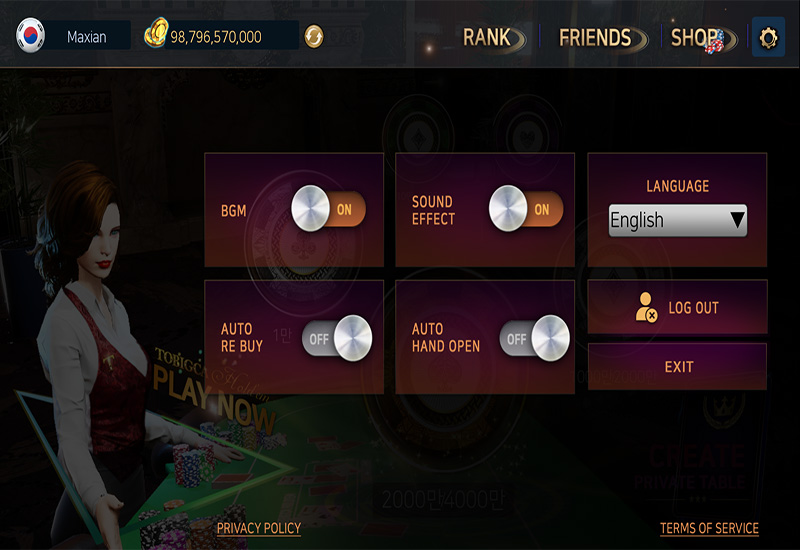 Maxian
98,796,570,000
RANK
FRIENDS
SHOP
BGM
ON
SOUND
EFFECT
ON
LANGUAGE
English
AUTO
RE BUY
OFF
AUTO
HAND OPEN
OFF
LOG OUT
EXIT
1만
PLAY NOW
CREATE
PRIVATE TABLE
2000만4000만
PRIVACY POLICY
TERMS OF SERVICE